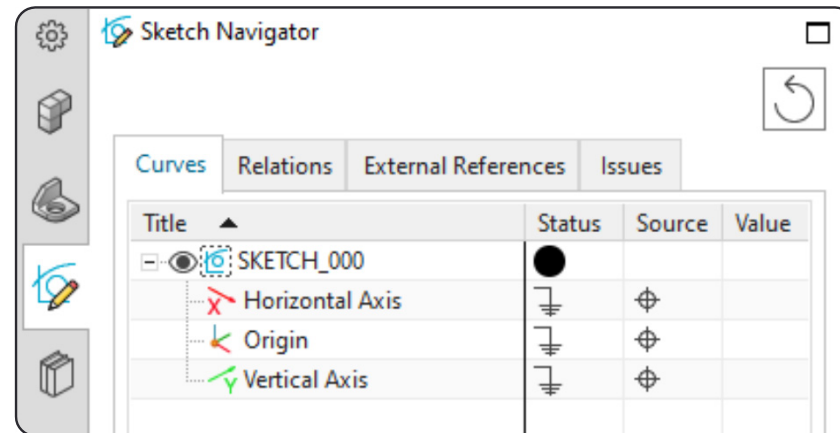 Sketch Navigator
Curves Relations External References Issues
Title Status Source Value
SKETCH_000
X Horizontal Axis
Origin
Y Vertical Axis